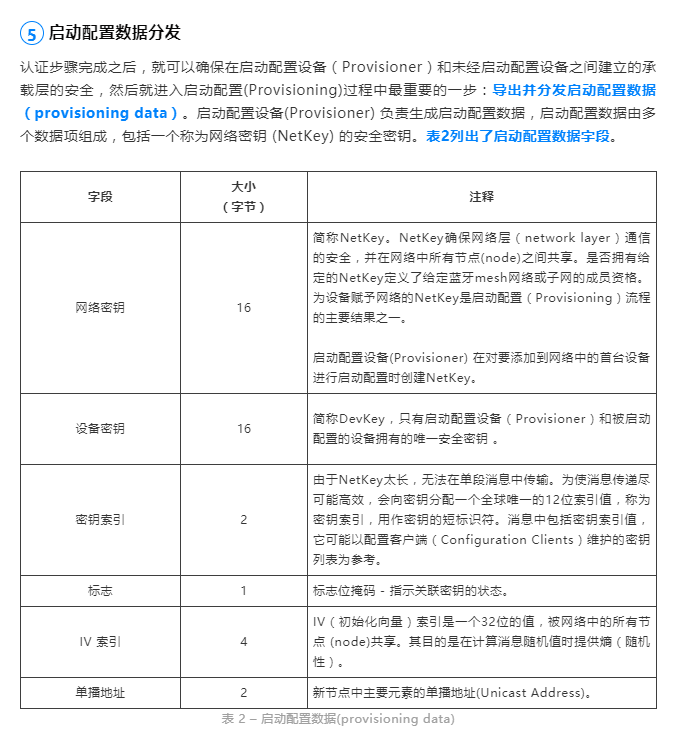 5 启动配置数据分发
认证步骤完成之后，就可以确保在启动配置设备（Provisioner）和未经启动配置设备之间建立的承
载层的安全，然后就进入启动配置(Provisioning)过程中最重要的一步：导出并分发启动配置数据
（provisioning data）。启动配置设备(Provisioner) 负责生成启动配置数据，启动配置数据由多
个数据项组成，包括一个称为网络密钥 (NetKey) 的安全密钥。表2列出了启动配置数据字段。
字段
大小
（字节）
注释
网络密钥
16
简称NetKey。NetKey确保网络层（network layer）通信
的安全，并在网络中所有节点(node)之间共享。是否拥有给
定的NetKey定义了给定蓝牙mesh网络或子网的成员资格。
为设备赋予网络的NetKey是启动配置（Provisioning）流程
的主要结果之一。
启动配置设备(Provisioner) 在对要添加到网络中的首台设备
进行启动配置时创建NetKey。
设备密钥
16
简称DevKey，只有启动配置设备（Provisioner）和被启动
配置的设备拥有的唯一安全密钥 。
密钥索引
2
由于NetKey太长，无法在单段消息中传输。为使消息传递尽
可能高效，会向密钥分配一个全球唯一的12位索引值，称为
密钥索引，用作密钥的短标识符。消息中包括密钥索引值，
它可能以配置客户端（Configuration Clients）维护的密钥
列表为参考。
标志
1
标志位掩码 - 指示关联密钥的状态。
IV 索引
4
IV（初始化向量）索引是一个32位的值，被网络中的所有节
点 (node)共享。其目的是在计算消息随机值时提供熵（随机
性）。
单播地址
2
新节点中主要元素的单播地址(Unicast Address)。
表 2 – 启动配置数据(provisioning data)